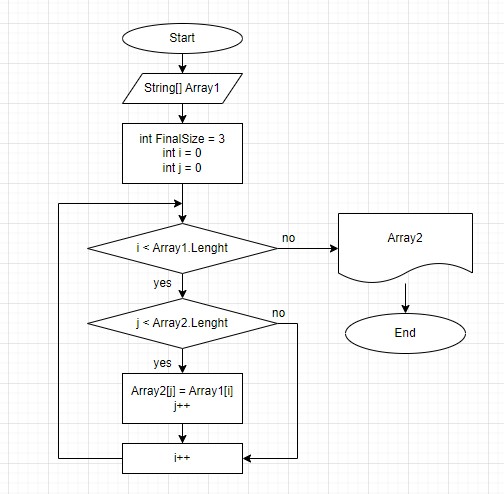 Start
String[] Array1
int FinalSize = 3
int i = 0
int j = 0
i < Array1.Lenght
no
Array2
yes
j < Array2.Lenght
no
End
yes
Array2[j] = Array1[i]
j++
i++